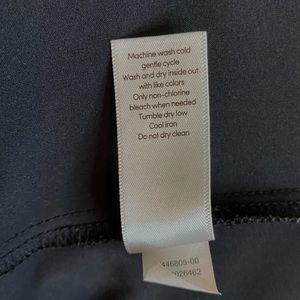 Machine wash cold
gentle cycle
Wash and dry inside out
with like colors
Only non-chlorine
bleach when needed
Tumble dry low
Cool iron
Do not dry clean
446805-00
026462